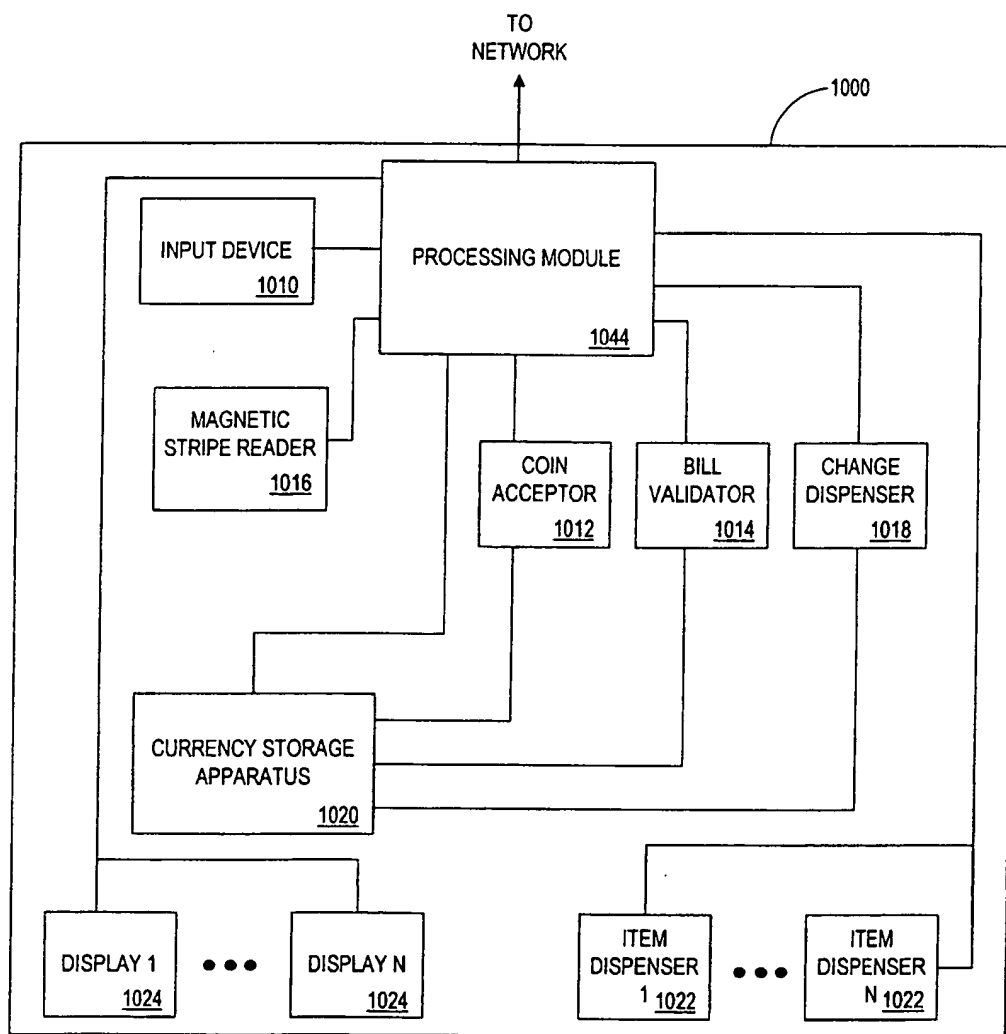 TO
NETWORK
1000
INPUT DEVICE
1010
PROCESSING MODULE
1044
MAGNETIC
STRIPE READER
1016
COIN
ACCEPTOR
1012
BILL
VALIDATOR
1014
CHANGE
DISPENSER
1018
CURRENCY STORAGE
APPARATUS
1020
DISPLAY 1
1024
DISPLAY N
1024
ITEM
DISPENSER
1 1022
ITEM
DISPENSER
N 1022